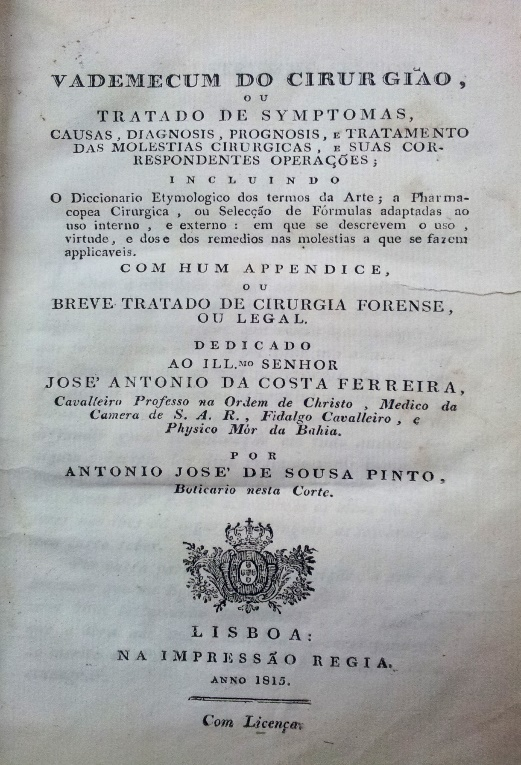 VADEMECUM DO CIRURGIÃO,
OU
TRATADO DE SYMPTOMAS,
CAUSAS, DIAGNOSIS, PROGNOSIS, E TRATAMENTO
DAS MOLESTIAS CIRURGICAS, E SUAS COR-
RESPONDENTES OPERAÇÕES;
INCLUINDO
O Diccionario Etymologico dos termos da Arte; a Pharma-
copea Cirurgica, ou Selecção de Fórmulas adaptadas ao
uso interno, e externo: em que se descrevem o uso,
virtude, e dose dos remedios nas molestias a que se fazem
applicaveis.
COM HUM APPENDICE,
OU
BREVE TRATADO DE CIRURGIA FORENSE,
OU LEGAL.
DEDICADO
AO ILL.MO SENHOR
JOSE' ANTONIO DA COSTA FERREIRA,
Cavalleiro Professo na Ordem de Christo, Medico da
Camera de S. A. R., Fidalgo Cavalleiro, e
Physico Mór da Bahia.
POR
ANTONIO JOSE' DE SOUSA PINTO,
Boticario nesta Corte.
LISBOA:
NA IMPRESSÃO REGIA.
ANNO 1815.
Com Licença.